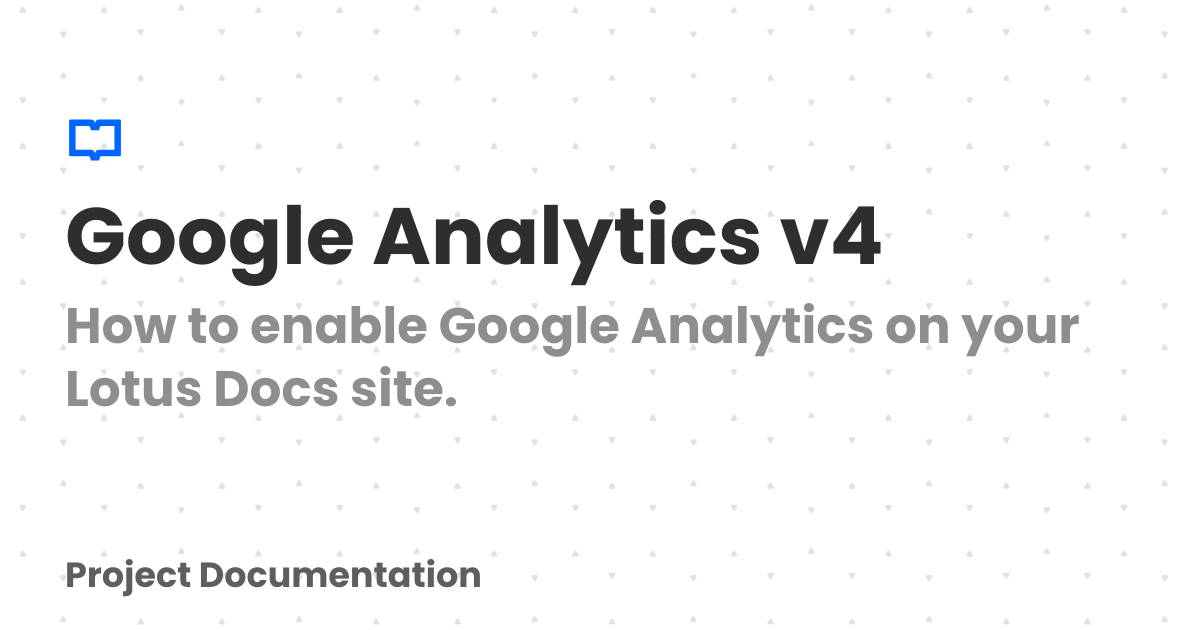 Google Analytics v4
How to enable Google Analytics on your
Lotus Docs site.
Project Documentation